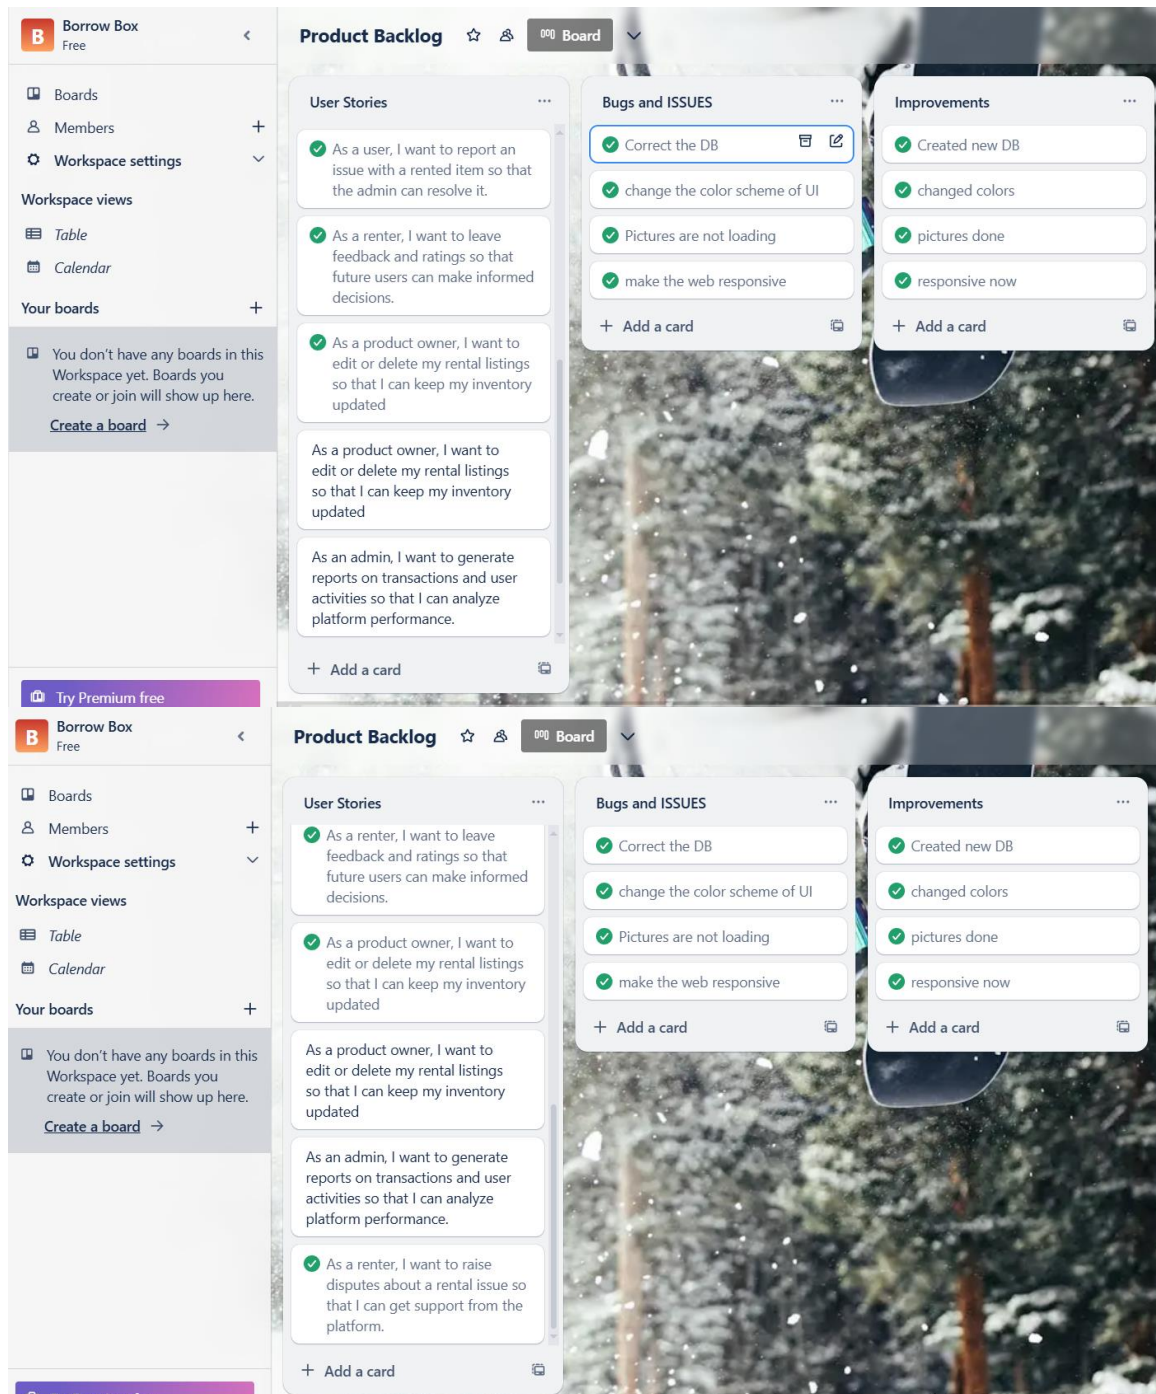 B
Borrow Box
Free
Boards
Members
Workspace settings
Workspace views
Table
Calendar
Your boards
You don't have any boards in this
Workspace yet. Boards you
create or join will show up here.
Create a board
Try Premium free
Product Backlog
Board
User Stories
As a user, I want to report an
issue with a rented item so that
the admin can resolve it.
As a renter, I want to leave
feedback and ratings so that
future users can make informed
decisions.
As a product owner, I want to
edit or delete my rental listings
so that I can keep my inventory
updated
As a product owner, I want to
edit or delete my rental listings
so that I can keep my inventory
updated
As an admin, I want to generate
reports on transactions and user
activities so that I can analyze
platform performance.
Add a card
Bugs and ISSUES
Correct the DB
change the color scheme of UI
Pictures are not loading
make the web responsive
Add a card
Improvements
Created new DB
changed colors
pictures done
responsive now
Add a card
B
Borrow Box
Free
Boards
Members
Workspace settings
Workspace views
Table
Calendar
Your boards
You don't have any boards in this
Workspace yet. Boards you
create or join will show up here.
Create a board
Product Backlog
Board
User Stories
As a renter, I want to leave
feedback and ratings so that
future users can make informed
decisions.
As a product owner, I want to
edit or delete my rental listings
so that I can keep my inventory
updated
As a product owner, I want to
edit or delete my rental listings
so that I can keep my inventory
updated
As an admin, I want to generate
reports on transactions and user
activities so that I can analyze
platform performance.
As a renter, I want to raise
disputes about a rental issue so
that I can get support from the
platform.
Add a card
Bugs and ISSUES
Correct the DB
change the color scheme of UI
Pictures are not loading
make the web responsive
Add a card
Improvements
Created new DB
changed colors
pictures done
responsive now
Add a card